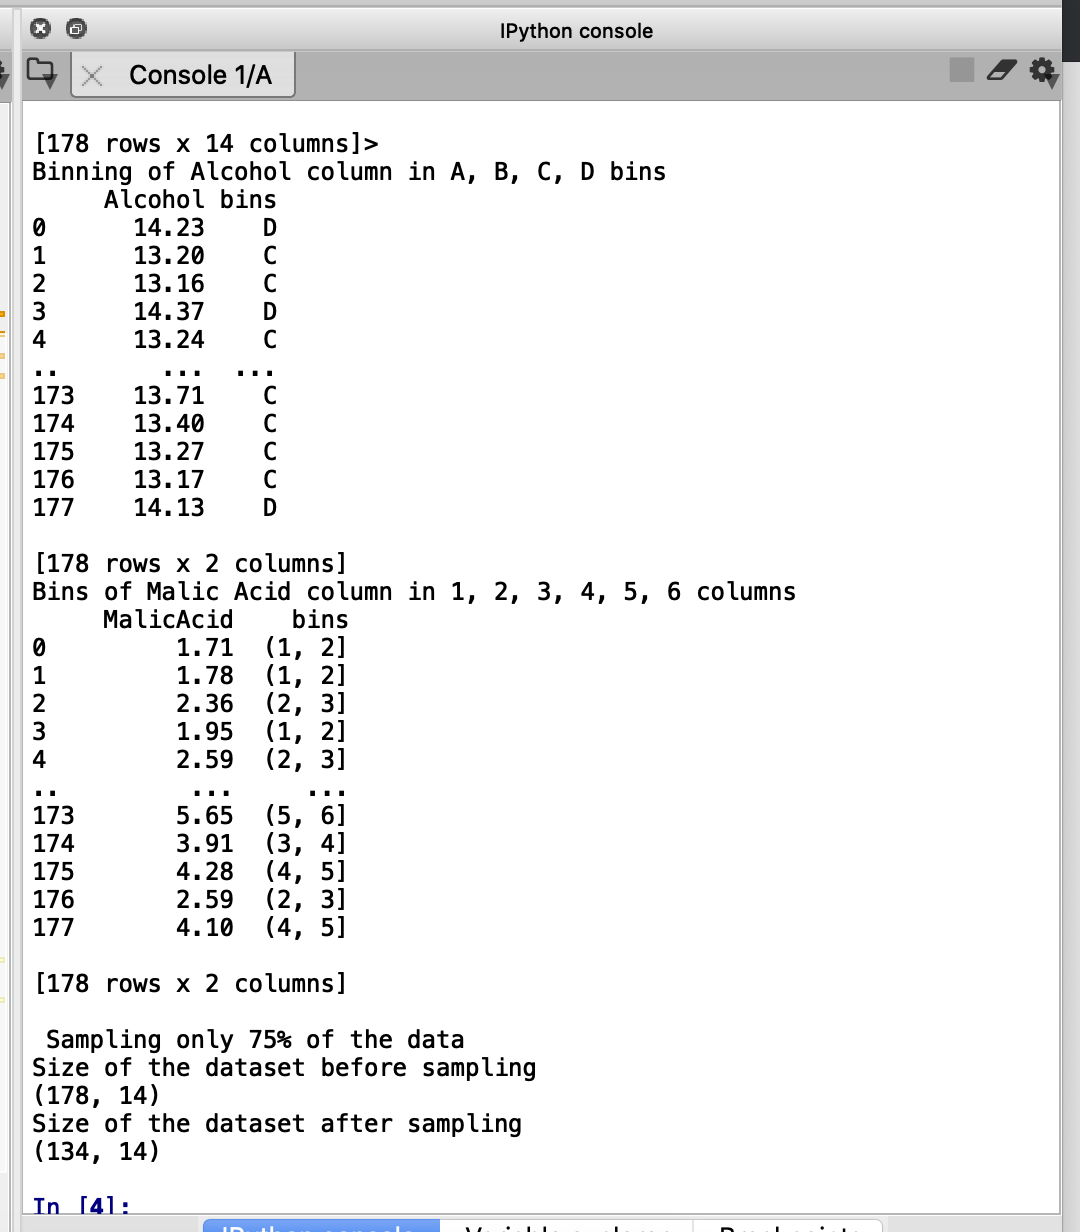 IPython console
Console 1/A
[178 rows x 14 columns]>
Binning of Alcohol column in A, B, C, D bins
Alcohol bins
0 14.23 D
1 13.20 C
2 13.16 C
3 14.37 D
4 13.24 C
.. ... ...
173 13.71 C
174 13.40 C
175 13.27 C
176 13.17 C
177 14.13 D
[178 rows x 2 columns]
Bins of Malic Acid column in 1, 2, 3, 4, 5, 6 columns
MalicAcid bins
0 1.71 (1, 2]
1 1.78 (1, 2]
2 2.36 (2, 3]
3 1.95 (1, 2]
4 2.59 (2, 3]
.. ... ...
173 5.65 (5, 6]
174 3.91 (3, 4]
175 4.28 (4, 5]
176 2.59 (2, 3]
177 4.10 (4, 5]
[178 rows x 2 columns]
Sampling only 75% of the data
Size of the dataset before sampling
(178, 14)
Size of the dataset after sampling
(134, 14)
In [4]: